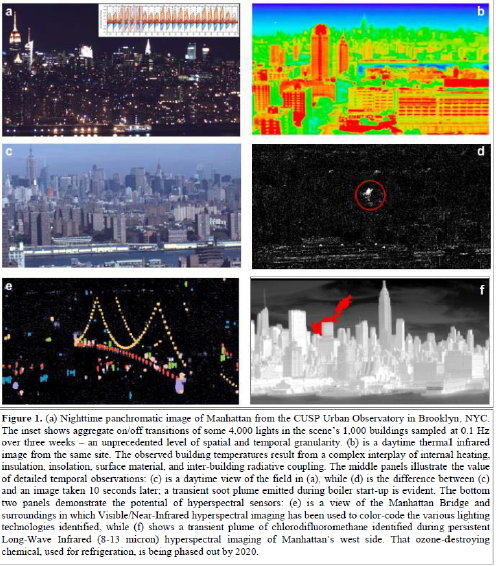 a
b
c
d
e
f
Figure 1. (a) Nighttime panchromatic image of Manhattan from the CUSP Urban Observatory in Brooklyn, NYC.
The inset shows aggregate on/off transitions of some 4,000 lights in the scene's 1,000 buildings sampled at 0.1 Hz
over three weeks – an unprecedented level of spatial and temporal granularity. (b) is a daytime thermal infrared
image from the same site. The observed building temperatures result from a complex interplay of internal heating,
insulation, insolation, surface material, and inter-building radiative coupling. The middle panels illustrate the value
of detailed temporal observations: (c) is a daytime view of the field in (a), while (d) is the difference between (c)
and an image taken 10 seconds later; a transient soot plume emitted during boiler start-up is evident. The bottom
two panels demonstrate the potential of hyperspectral sensors: (e) is a view of the Manhattan Bridge and
surroundings in which Visible/Near-Infrared hyperspectral imaging has been used to color-code the various lighting
technologies identified, while (f) shows a transient plume of chlorodifluoromethane identified during persistent
Long-Wave Infrared (8-13 micron) hyperspectral imaging of Manhattan's west side. That ozone-destroying
chemical, used for refrigeration, is being phased out by 2020.